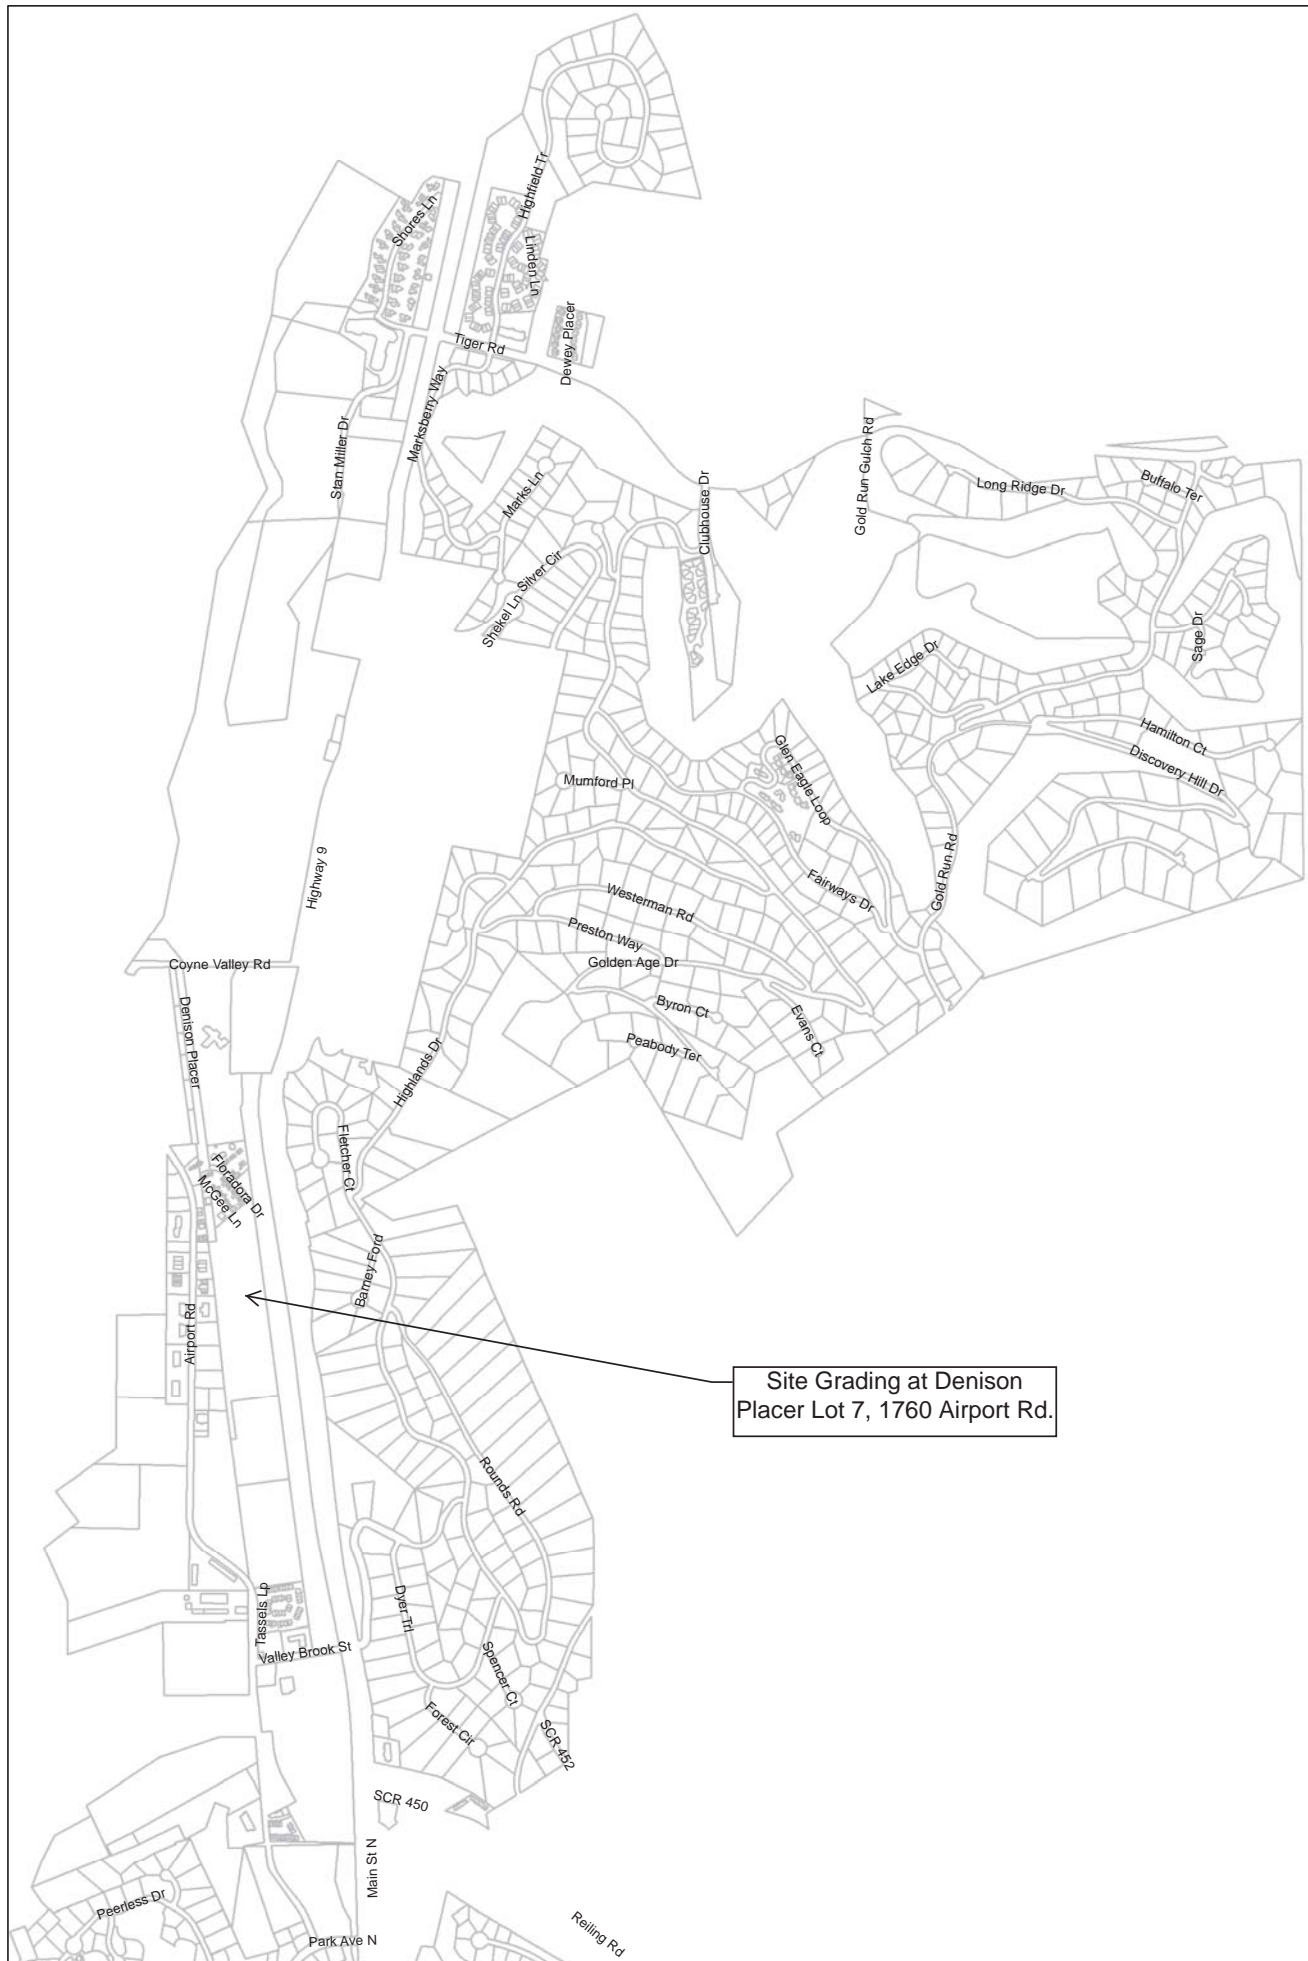 Highfield Tr
Shores Ln
Linden Ln
Dewey Placer
Tiger Rd
Marksberry Way
Stan Miller Dr
Gold Run Gulch Rd
Marks Ln
Clubhouse Dr
Long Ridge Dr
Buffalo Ter
Silver Cir
Shekel Ln
Sage Dr
Lake Edge Dr
Hamilton Ct
Discovery Hill Dr
Glen Eagle Loop
Mumford Pl
Highway 9
Fairways Dr
Gold Run Rd
Westerman Rd
Preston Way
Golden Age Dr
Coyne Valley Rd
Denison Placer
Byron Ct
Evans Ct
Peabody Ter
Highlands Dr
Fletcher Ct
Floradora Dr
McGee Ln
Barney Ford
Airport Rd
Site Grading at Denison
Placer Lot 7, 1760 Airport Rd.
Rounds Rd
Dyer Trl
Tassels Lp
Valley Brook St
Spencer Ct
Forest Cir
SCR 452
SCR 450
Main St N
Peerless Dr
Park Ave N
Reiling Rd